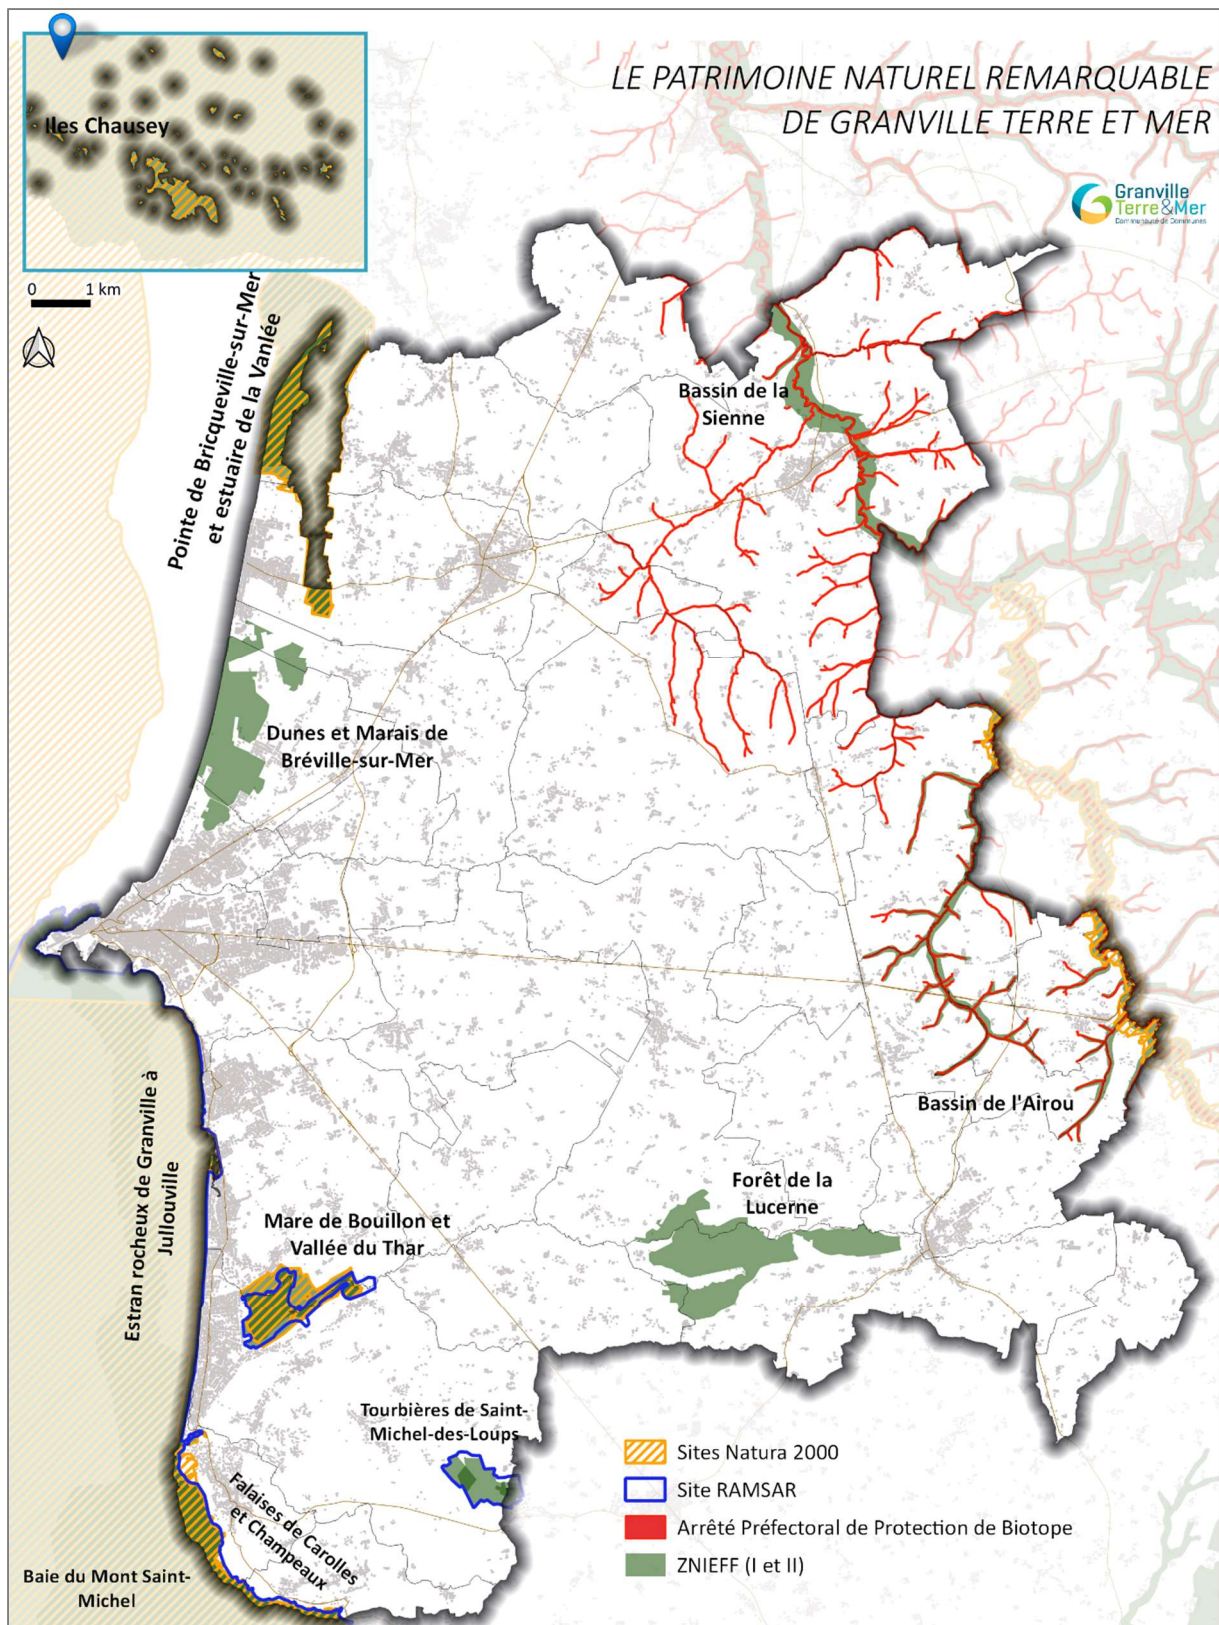 LE PATRIMOINE NATUREL REMARQUABLE
DE GRANVILLE TERRE ET MER
Granville
Terre&Mer
Communauté de Communes
Iles Chausey
0 1 km
Pointe de Bricqueville-sur-Mer
et estuaire de la Vanlée
Bassin de la
Sienne
Dunes et Marais de
Bréville-sur-Mer
Estran rocheux de Granville à
Jullouville
Bassin de l'Airou
Forêt de la
Lucerne
Mare de Bouillon et
Vallée du Thar
Tourbières de Saint-
Michel-des-Loups
Falaises de Carolles
et Champeaux
Baie du Mont Saint-
Michel
Sites Natura 2000
Site RAMSAR
Arrêté Préfectoral de Protection de Biotope
ZNIEFF (I et II)